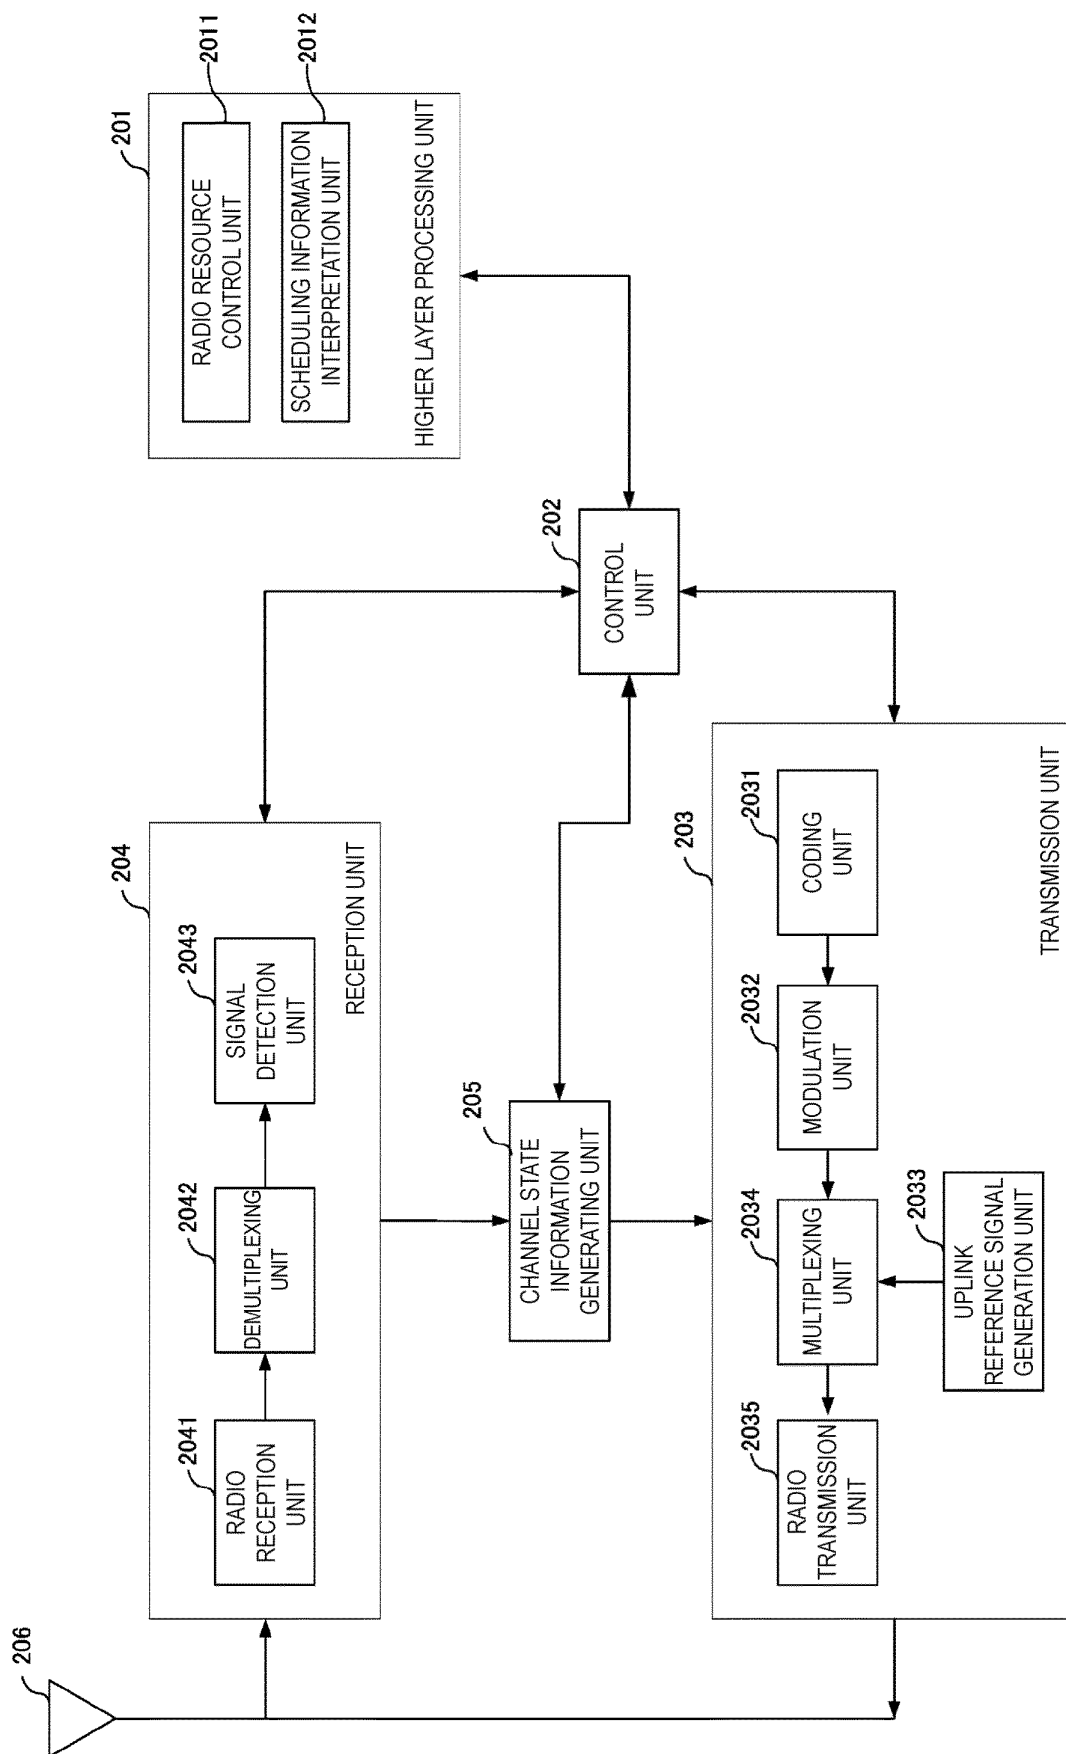 206
204
2041
RADIO
RECEPTION
UNIT
2042
DEMULTIPLEXING
UNIT
2043
SIGNAL
DETECTION
UNIT
RECEPTION UNIT
201
RADIO RESOURCE
CONTROL UNIT
2011
SCHEDULING INFORMATION
INTERPRETATION UNIT
2012
HIGHER LAYER PROCESSING UNIT
205
CHANNEL STATE
INFORMATION
GENERATING UNIT
202
CONTROL
UNIT
203
2035
RADIO
TRANSMISSION
UNIT
2034
MULTIPLEXING
UNIT
2032
MODULATION
UNIT
2031
CODING
UNIT
2033
UPLINK
REFERENCE SIGNAL
GENERATION UNIT
TRANSMISSION UNIT